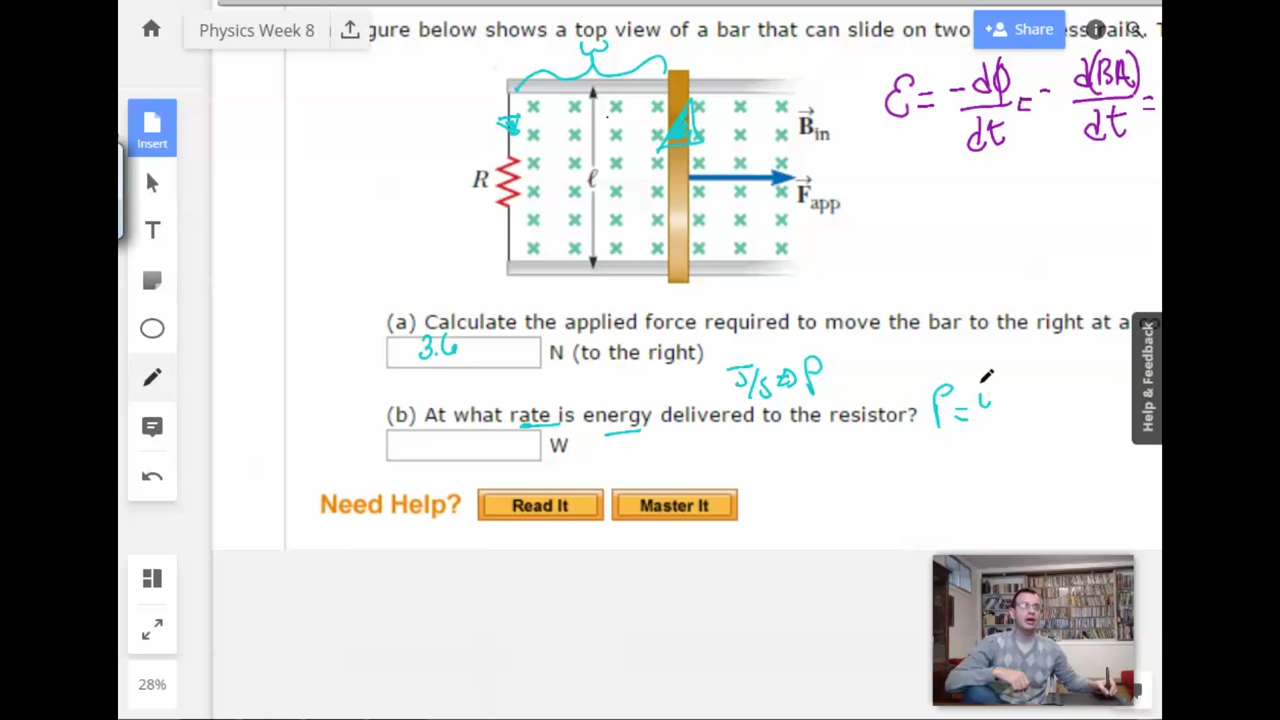 Physics Week 8
gure below shows a top view of a bar that can slide on two
ess rails. T
Share
Insert
T
28%
w
R
ℓ
B⃗in
F⃗app
ℰ = -dϕ/dt = - d(BA)/dt =
(a) Calculate the applied force required to move the bar to the right at a co
3.6 N (to the right)
J/s ⇔ P
(b) At what rate is energy delivered to the resistor? P =
W
Need Help? Read It Master It
Help & Feedback